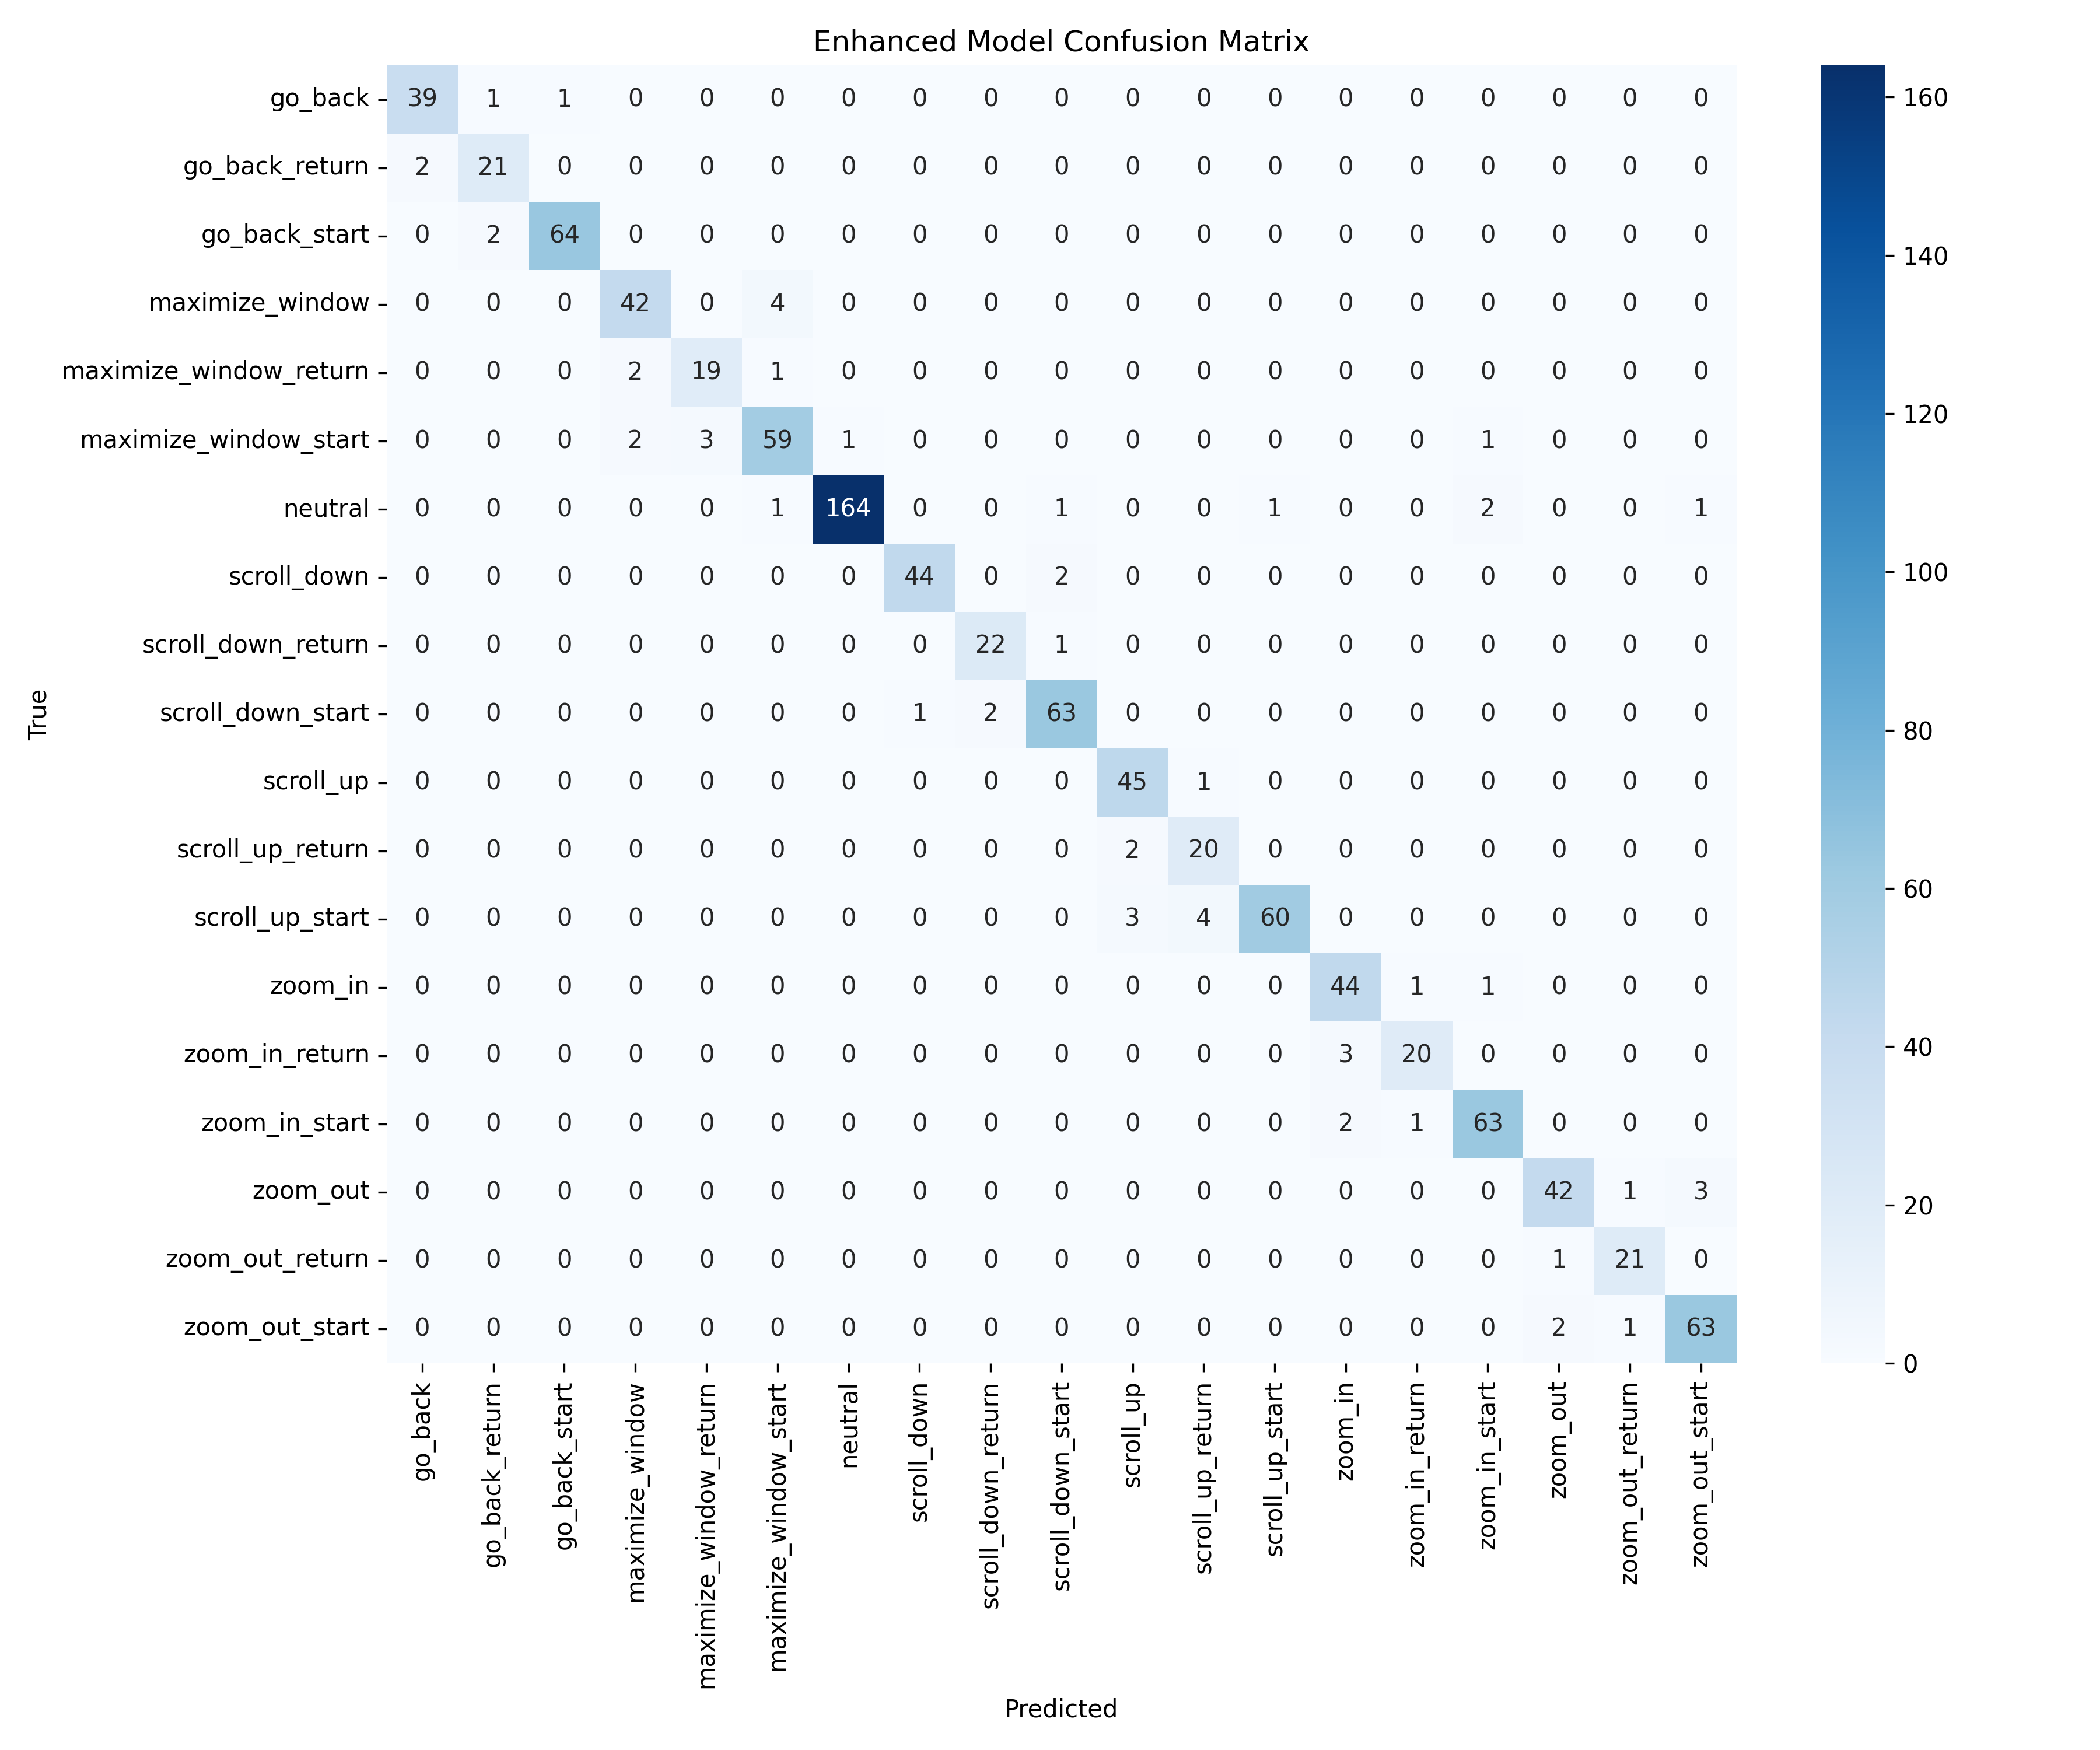 Enhanced Model Confusion Matrix
go_back 39 1 1 0 0 0 0 0 0 0 0 0 0 0 0 0 0 0 0
go_back_return 2 21 0 0 0 0 0 0 0 0 0 0 0 0 0 0 0 0 0
go_back_start 0 2 64 0 0 0 0 0 0 0 0 0 0 0 0 0 0 0 0
maximize_window 0 0 0 42 0 4 0 0 0 0 0 0 0 0 0 0 0 0 0
maximize_window_return 0 0 0 2 19 1 0 0 0 0 0 0 0 0 0 0 0 0 0
maximize_window_start 0 0 0 2 3 59 1 0 0 0 0 0 0 0 0 1 0 0 0
neutral 0 0 0 0 0 1 164 0 0 1 0 0 1 0 0 2 0 0 1
scroll_down 0 0 0 0 0 0 0 44 0 2 0 0 0 0 0 0 0 0 0
scroll_down_return 0 0 0 0 0 0 0 0 22 1 0 0 0 0 0 0 0 0 0
scroll_down_start 0 0 0 0 0 0 0 1 2 63 0 0 0 0 0 0 0 0 0
scroll_up 0 0 0 0 0 0 0 0 0 0 45 1 0 0 0 0 0 0 0
scroll_up_return 0 0 0 0 0 0 0 0 0 0 2 20 0 0 0 0 0 0 0
scroll_up_start 0 0 0 0 0 0 0 0 0 0 3 4 60 0 0 0 0 0 0
zoom_in 0 0 0 0 0 0 0 0 0 0 0 0 0 44 1 1 0 0 0
zoom_in_return 0 0 0 0 0 0 0 0 0 0 0 0 0 3 20 0 0 0 0
zoom_in_start 0 0 0 0 0 0 0 0 0 0 0 0 0 2 1 63 0 0 0
zoom_out 0 0 0 0 0 0 0 0 0 0 0 0 0 0 0 0 42 1 3
zoom_out_return 0 0 0 0 0 0 0 0 0 0 0 0 0 0 0 0 1 21 0
zoom_out_start 0 0 0 0 0 0 0 0 0 0 0 0 0 0 0 0 2 1 63
True
go_back
go_back_return
go_back_start
maximize_window
maximize_window_return
maximize_window_start
neutral
scroll_down
scroll_down_return
scroll_down_start
scroll_up
scroll_up_return
scroll_up_start
zoom_in
zoom_in_return
zoom_in_start
zoom_out
zoom_out_return
zoom_out_start
Predicted
160
140
120
100
80
60
40
20
0